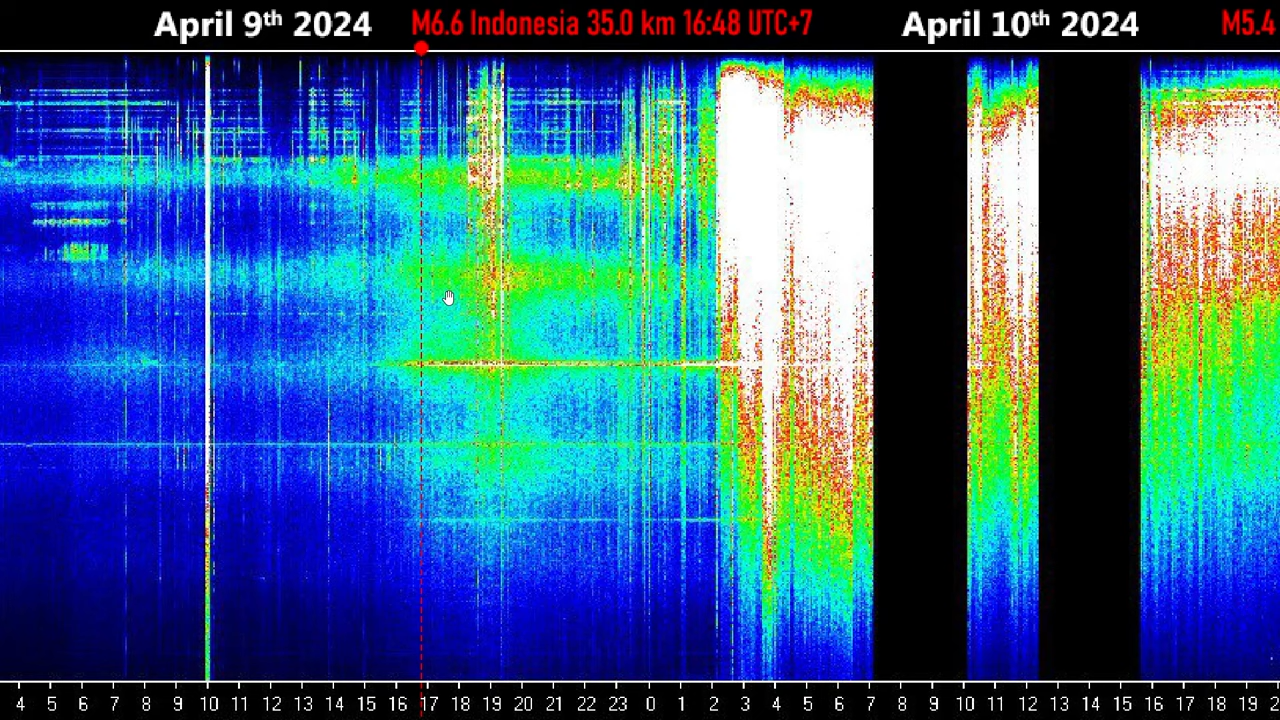 April 9th 2024 M6.6 Indonesia 35.0 km 16:48 UTC+7 April 10th 2024 M5.4
4 5 6 7 8 9 10 11 12 13 14 15 16 17 18 19 20 21 22 23 0 1 2 3 4 5 6 7 8 9 10 11 12 13 14 15 16 17 18 19 2